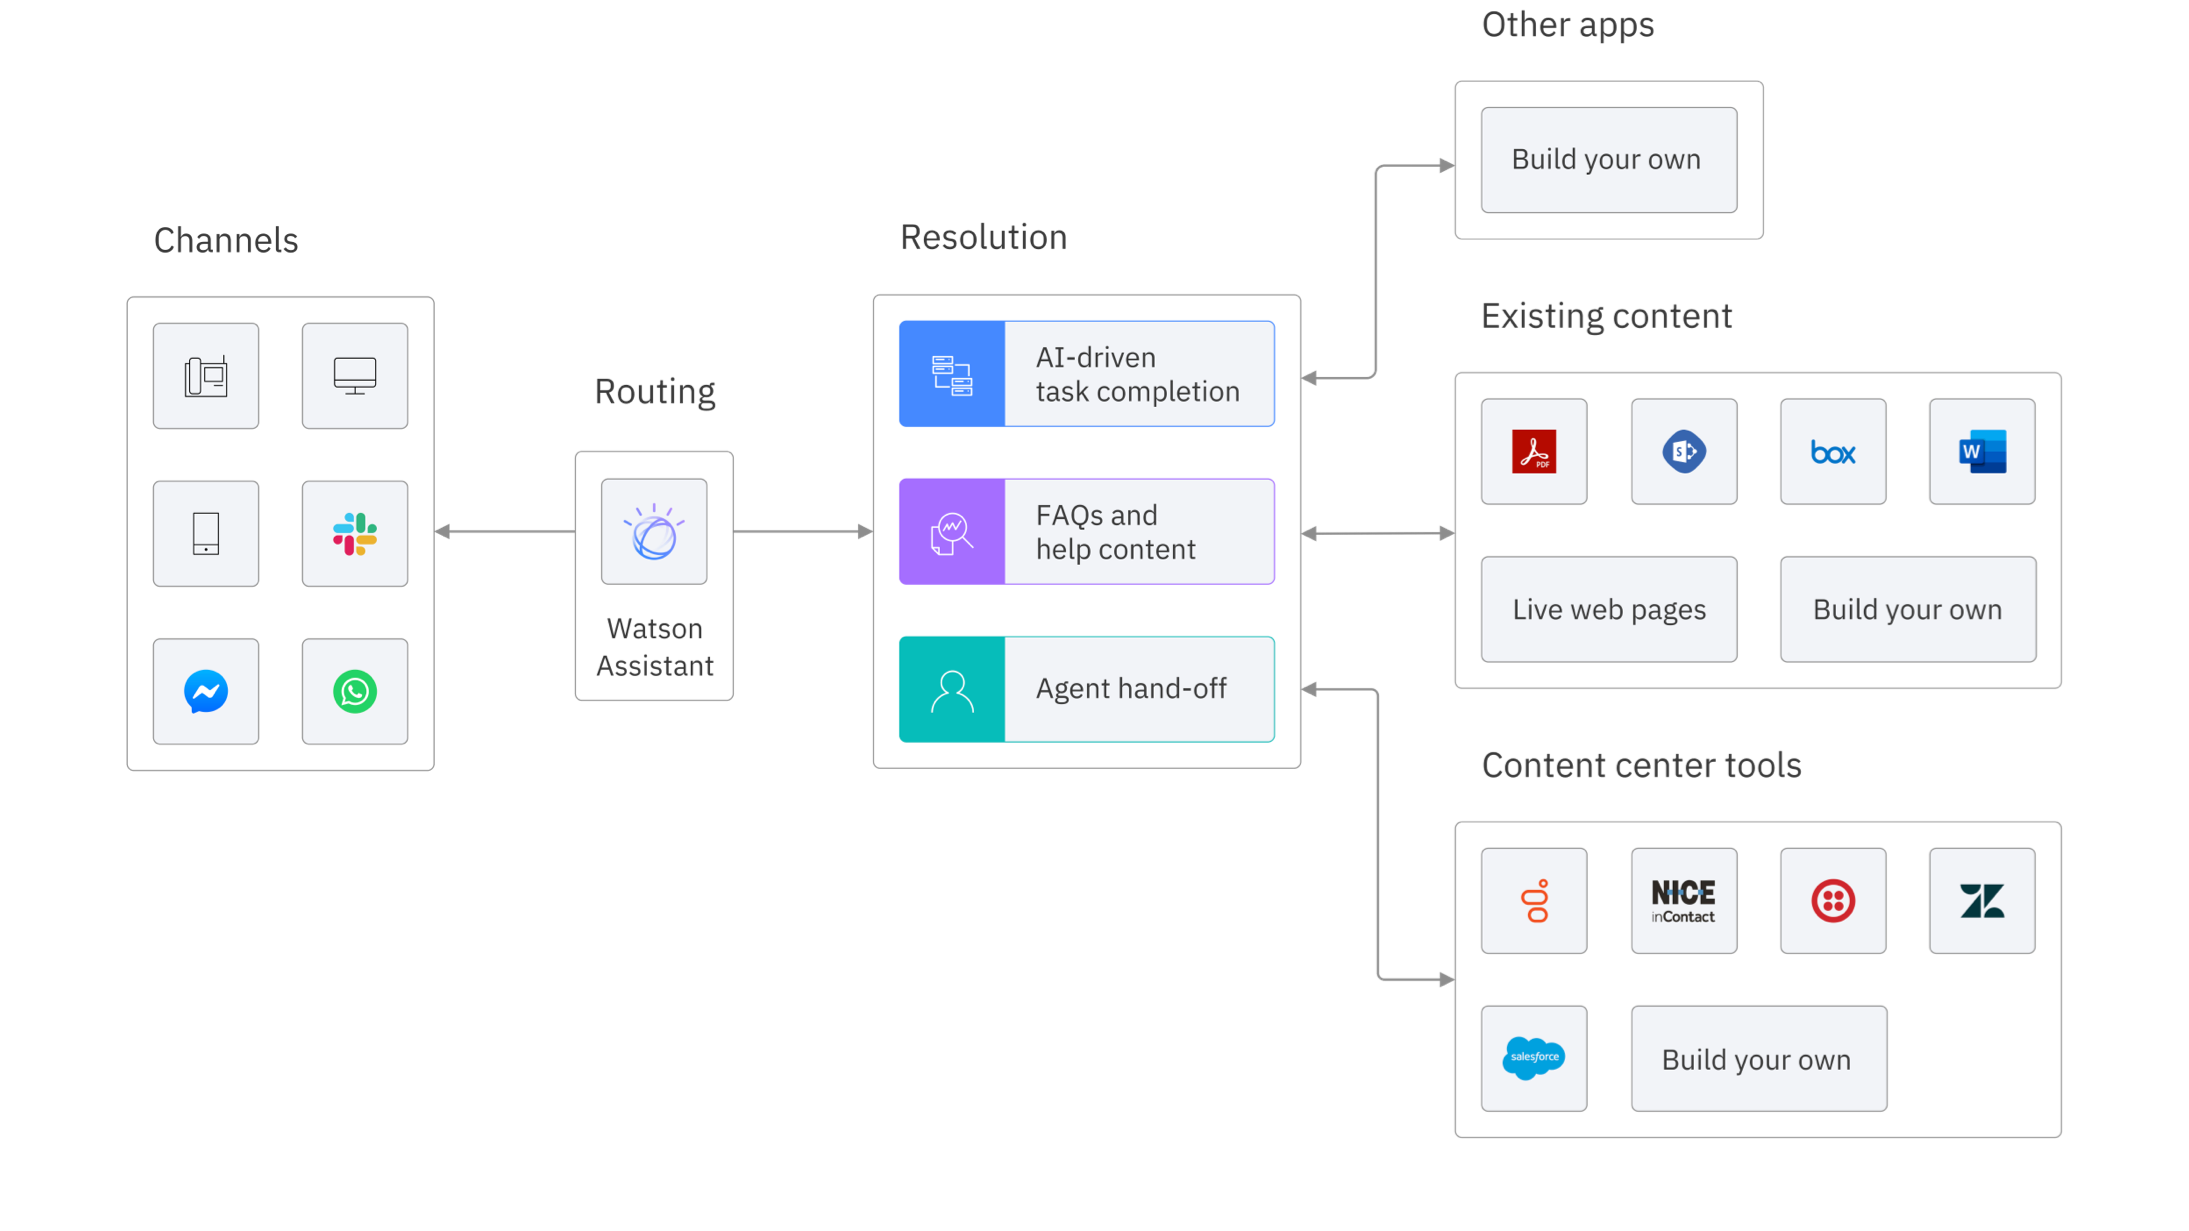 Other apps
Build your own
Channels
Resolution
Existing content
AI-driven
task completion
Routing
PDF
S
box
W
FAQs and
help content
Live web pages
Build your own
Watson
Assistant
Agent hand-off
Content center tools
NICE
inContact
salesforce
Build your own